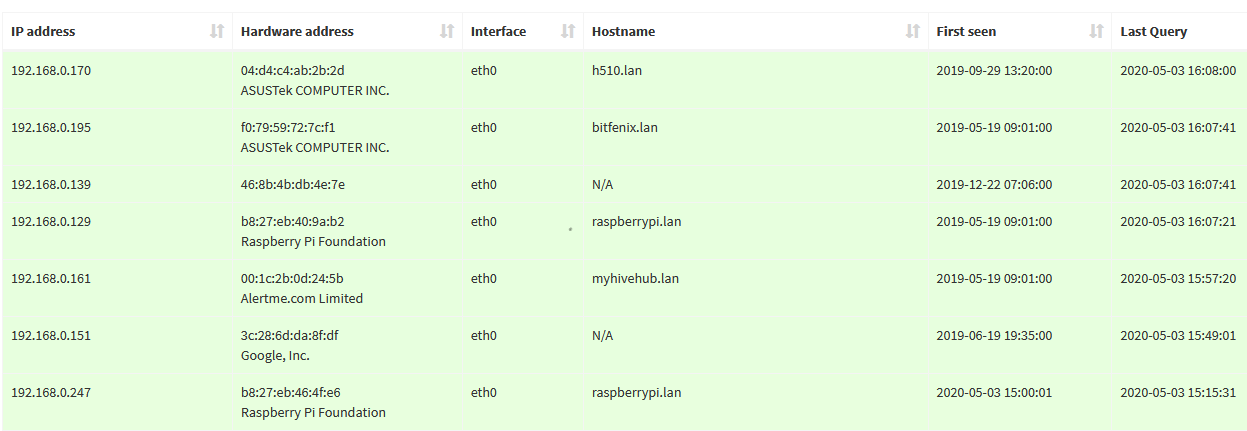 IP address Hardware address Interface Hostname First seen Last Query
192.168.0.170 04:d4:c4:ab:2b:2d eth0 h510.lan 2019-09-29 13:20:00 2020-05-03 16:08:00
ASUSTek COMPUTER INC.
192.168.0.195 f0:79:59:72:7c:f1 eth0 bitfenix.lan 2019-05-19 09:01:00 2020-05-03 16:07:41
ASUSTek COMPUTER INC.
192.168.0.139 46:8b:4b:db:4e:7e eth0 N/A 2019-12-22 07:06:00 2020-05-03 16:07:41
192.168.0.129 b8:27:eb:40:9a:b2 eth0 raspberrypi.lan 2019-05-19 09:01:00 2020-05-03 16:07:21
Raspberry Pi Foundation
192.168.0.161 00:1c:2b:0d:24:5b eth0 myhivehub.lan 2019-05-19 09:01:00 2020-05-03 15:57:20
Alertme.com Limited
192.168.0.151 3c:28:6d:da:8f:df eth0 N/A 2019-06-19 19:35:00 2020-05-03 15:49:01
Google, Inc.
192.168.0.247 b8:27:eb:46:4f:e6 eth0 raspberrypi.lan 2020-05-03 15:00:01 2020-05-03 15:15:31
Raspberry Pi Foundation